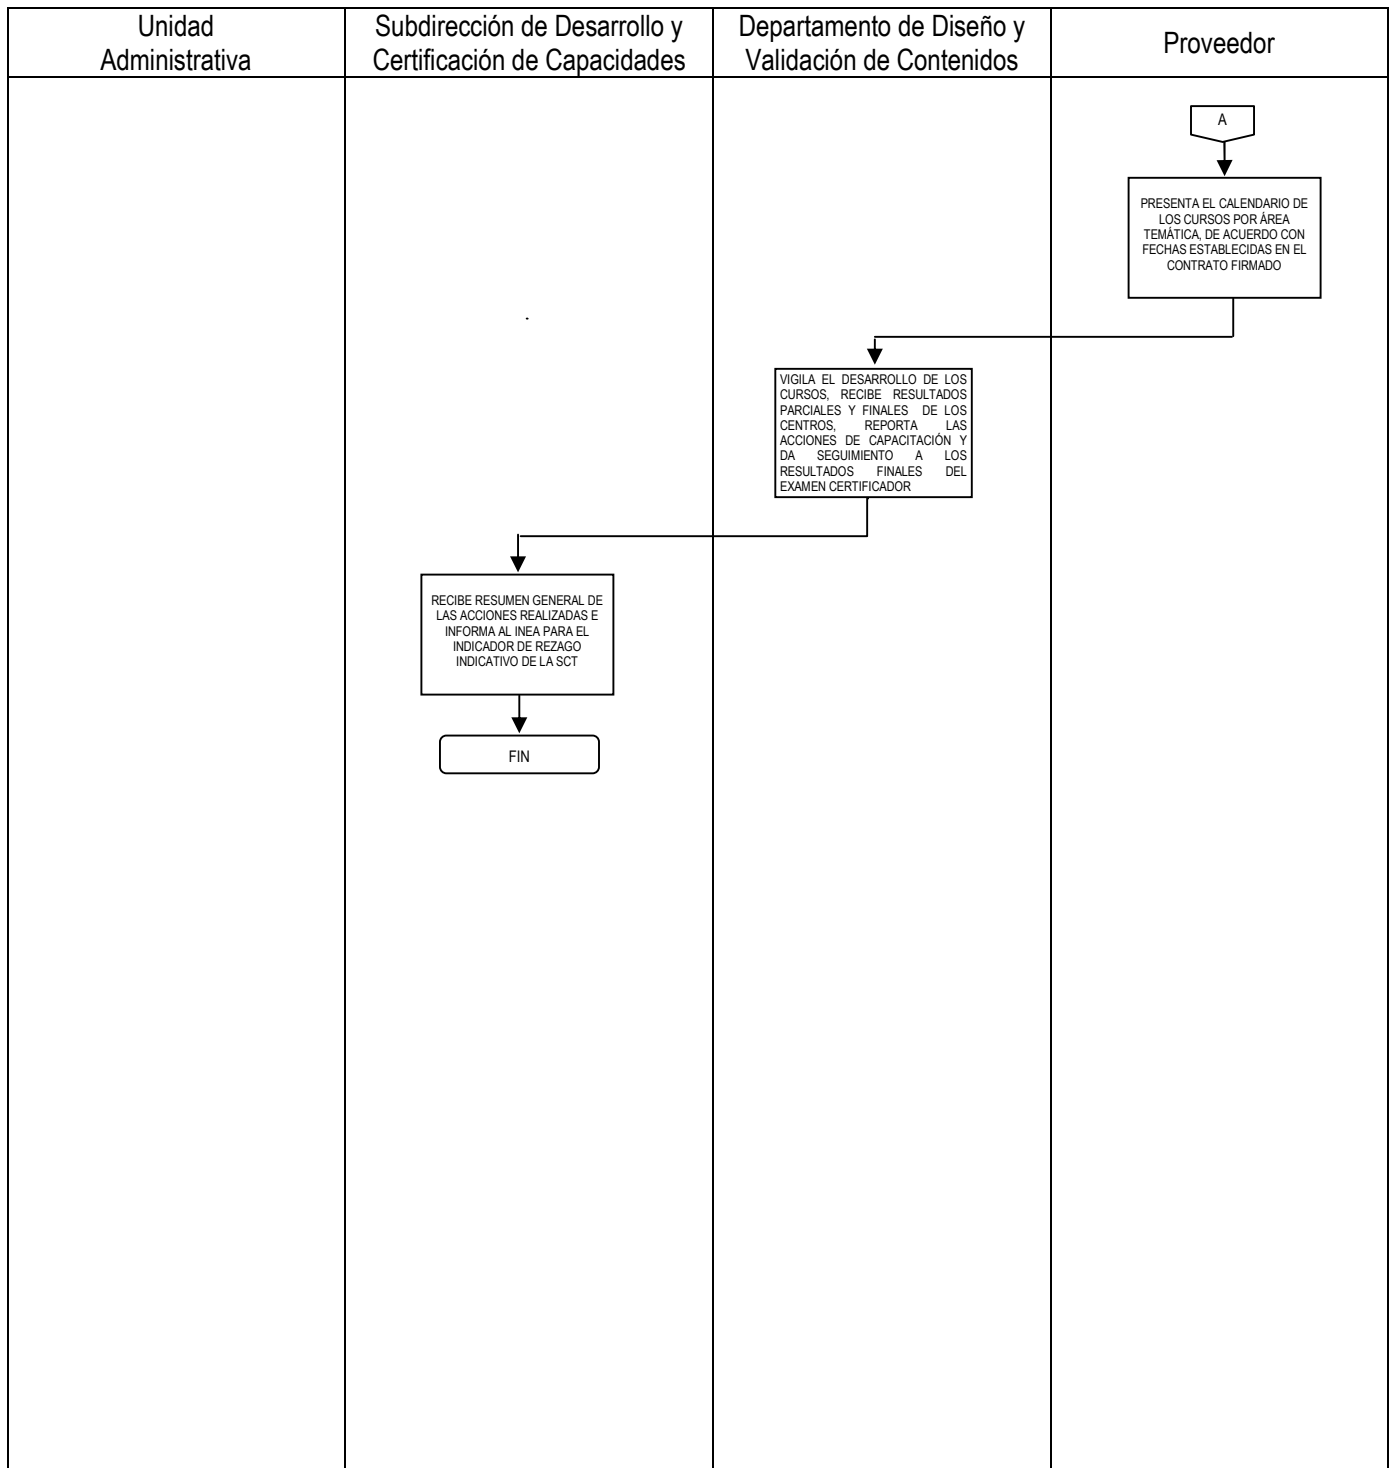 Unidad
Administrativa
Subdirección de Desarrollo y
Certificación de Capacidades
Departamento de Diseño y
Validación de Contenidos
Proveedor
A
PRESENTA EL CALENDARIO DE
LOS CURSOS POR ÁREA
TEMÁTICA, DE ACUERDO CON
FECHAS ESTABLECIDAS EN EL
CONTRATO FIRMADO
VIGILA EL DESARROLLO DE LOS
CURSOS, RECIBE RESULTADOS
PARCIALES Y FINALES DE LOS
CENTROS, REPORTA LAS
ACCIONES DE CAPACITACIÓN Y
DA SEGUIMIENTO A LOS
RESULTADOS FINALES DEL
EXAMEN CERTIFICADOR
RECIBE RESUMEN GENERAL DE
LAS ACCIONES REALIZADAS E
INFORMA AL INEA PARA EL
INDICADOR DE REZAGO
INDICATIVO DE LA SCT
FIN